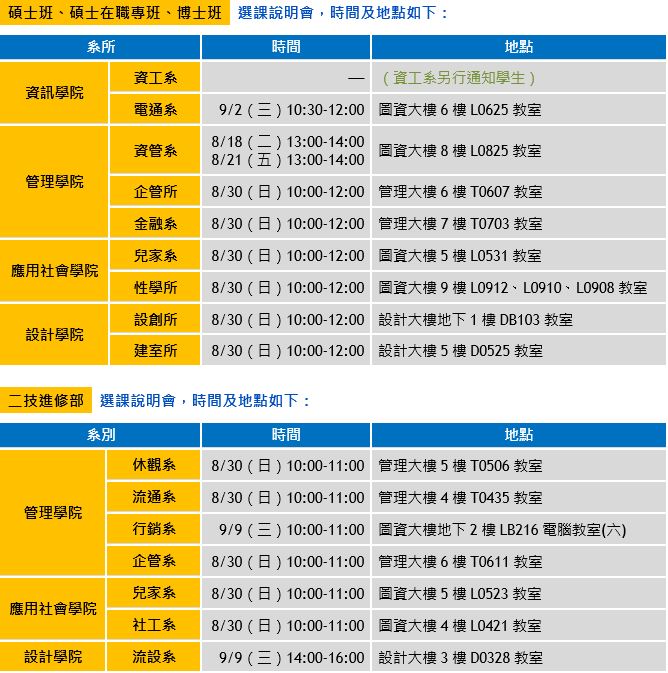 碩士班、碩士在職專班、博士班 選課說明會，時間及地點如下：
系所 時間 地點
資訊學院 資工系 — （資工系另行通知學生）
電通系 9/2（三）10:30-12:00 圖資大樓 6 樓 L0625 教室
管理學院 資管系 8/18（二）13:00-14:00
8/21（五）13:00-14:00 圖資大樓 8 樓 L0825 教室
企管所 8/30（日）10:00-12:00 管理大樓 6 樓 T0607 教室
金融系 8/30（日）10:00-12:00 管理大樓 7 樓 T0703 教室
應用社會學院 兒家系 8/30（日）10:00-12:00 圖資大樓 5 樓 L0531 教室
性學所 8/30（日）10:00-12:00 圖資大樓 9 樓 L0912、L0910、L0908 教室
設計學院 設創所 8/30（日）10:00-12:00 設計大樓地下 1 樓 DB103 教室
建室所 8/30（日）10:00-12:00 設計大樓 5 樓 D0525 教室
二技進修部 選課說明會，時間及地點如下：
系別 時間 地點
管理學院 休觀系 8/30（日）10:00-11:00 管理大樓 5 樓 T0506 教室
流通系 8/30（日）10:00-11:00 管理大樓 4 樓 T0435 教室
行銷系 9/9（三）10:00-11:00 圖資大樓地下 2 樓 LB216 電腦教室(六)
企管系 8/30（日）10:00-11:00 管理大樓 6 樓 T0611 教室
應用社會學院 兒家系 8/30（日）10:00-11:00 圖資大樓 5 樓 L0523 教室
社工系 8/30（日）10:00-11:00 圖資大樓 4 樓 L0421 教室
設計學院 流設系 9/9（三）14:00-16:00 設計大樓 3 樓 D0328 教室